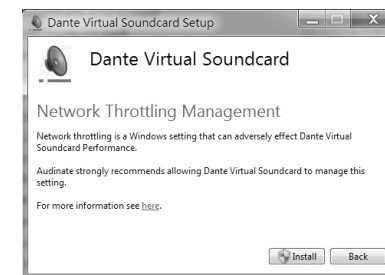 Dante Virtual Soundcard Setup
Dante Virtual Soundcard
Network Throttling Management
Network throttling is a Windows setting that can adversely effect Dante Virtual
Soundcard Performance.
Audinate strongly recommends allowing Dante Virtual Soundcard to manage this
setting.
For more information see here.
Install Back